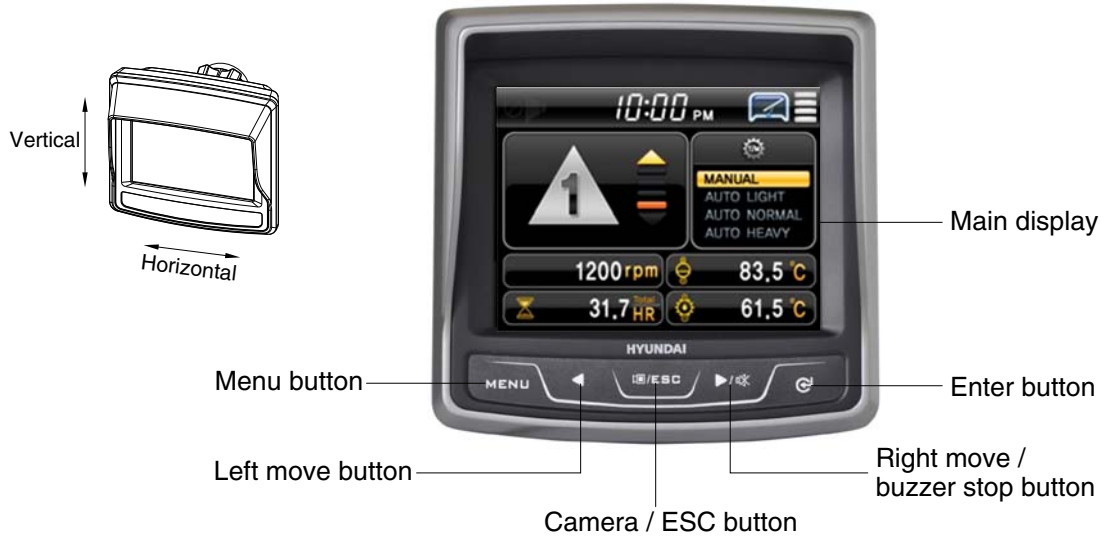 Vertical
Horizontal
10:00 PM
1
T/M
MANUAL
AUTO LIGHT
AUTO NORMAL
AUTO HEAVY
1200 rpm
83.5 °C
31.7 Total HR
61.5 °C
HYUNDAI
MENU
/ESC
/
Main display
Menu button
Enter button
Left move button
Right move /
buzzer stop button
Camera / ESC button